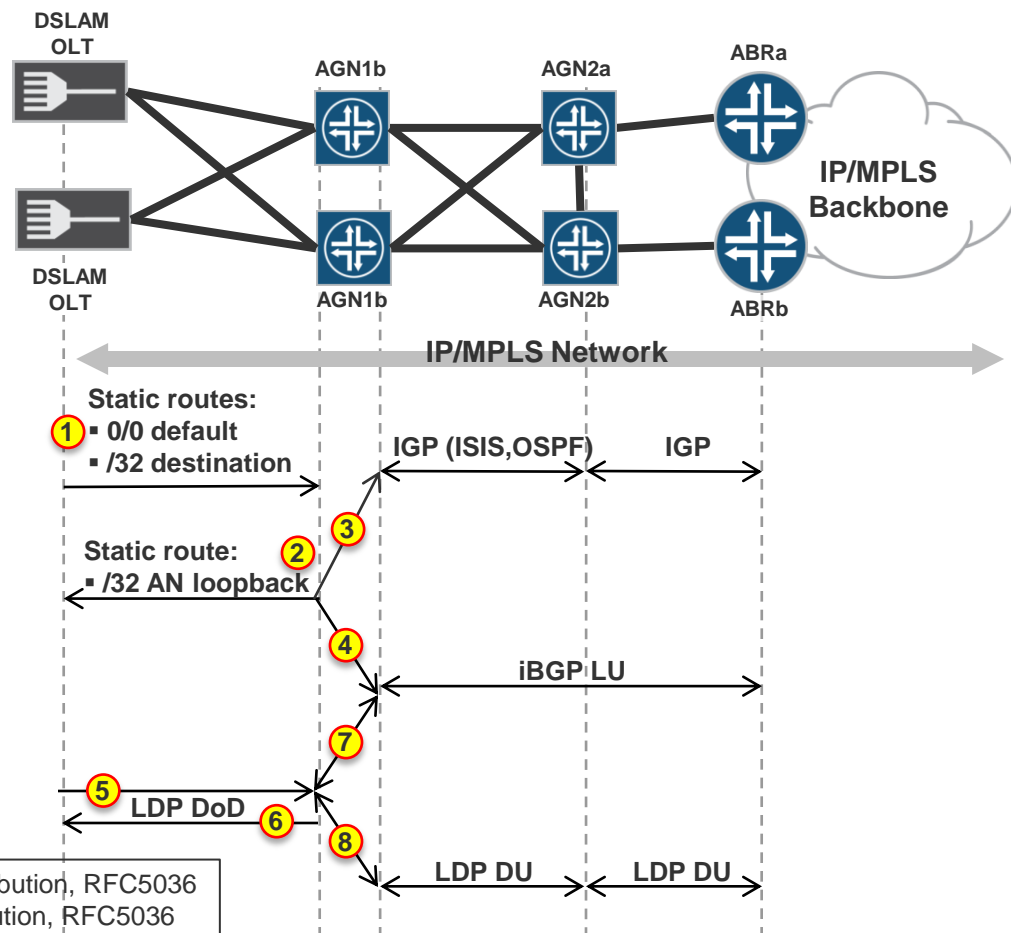 DSLAM
OLT
AGN1b
AGN2a
ABRa
IP/MPLS
Backbone
DSLAM
OLT
AGN1b
AGN2b
ABRb
IP/MPLS Network
Static routes:
1
▪ 0/0 default
▪ /32 destination
IGP (ISIS,OSPF)
IGP
3
2
Static route:
▪ /32 AN loopback
4
iBGP LU
7
5
LDP DoD
6
8
LDP DU
LDP DU
bution, RFC5036
ution, RFC5036